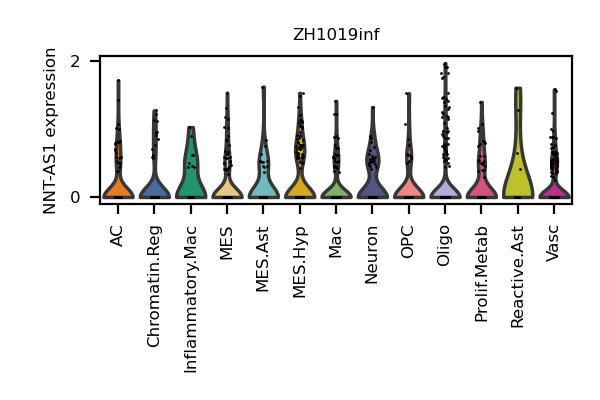 ZH1019inf
NNT-AS1 expression
2
0
AC
Chromatin.Reg
Inflammatory.Mac
MES
MES.Ast
MES.Hyp
Mac
Neuron
OPC
Oligo
Prolif.Metab
Reactive.Ast
Vasc